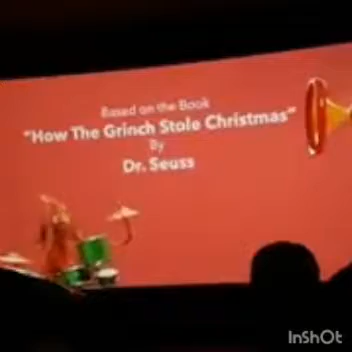 Based on the Book
"How The Grinch Stole Christmas"
By
Dr. Seuss
InShOt